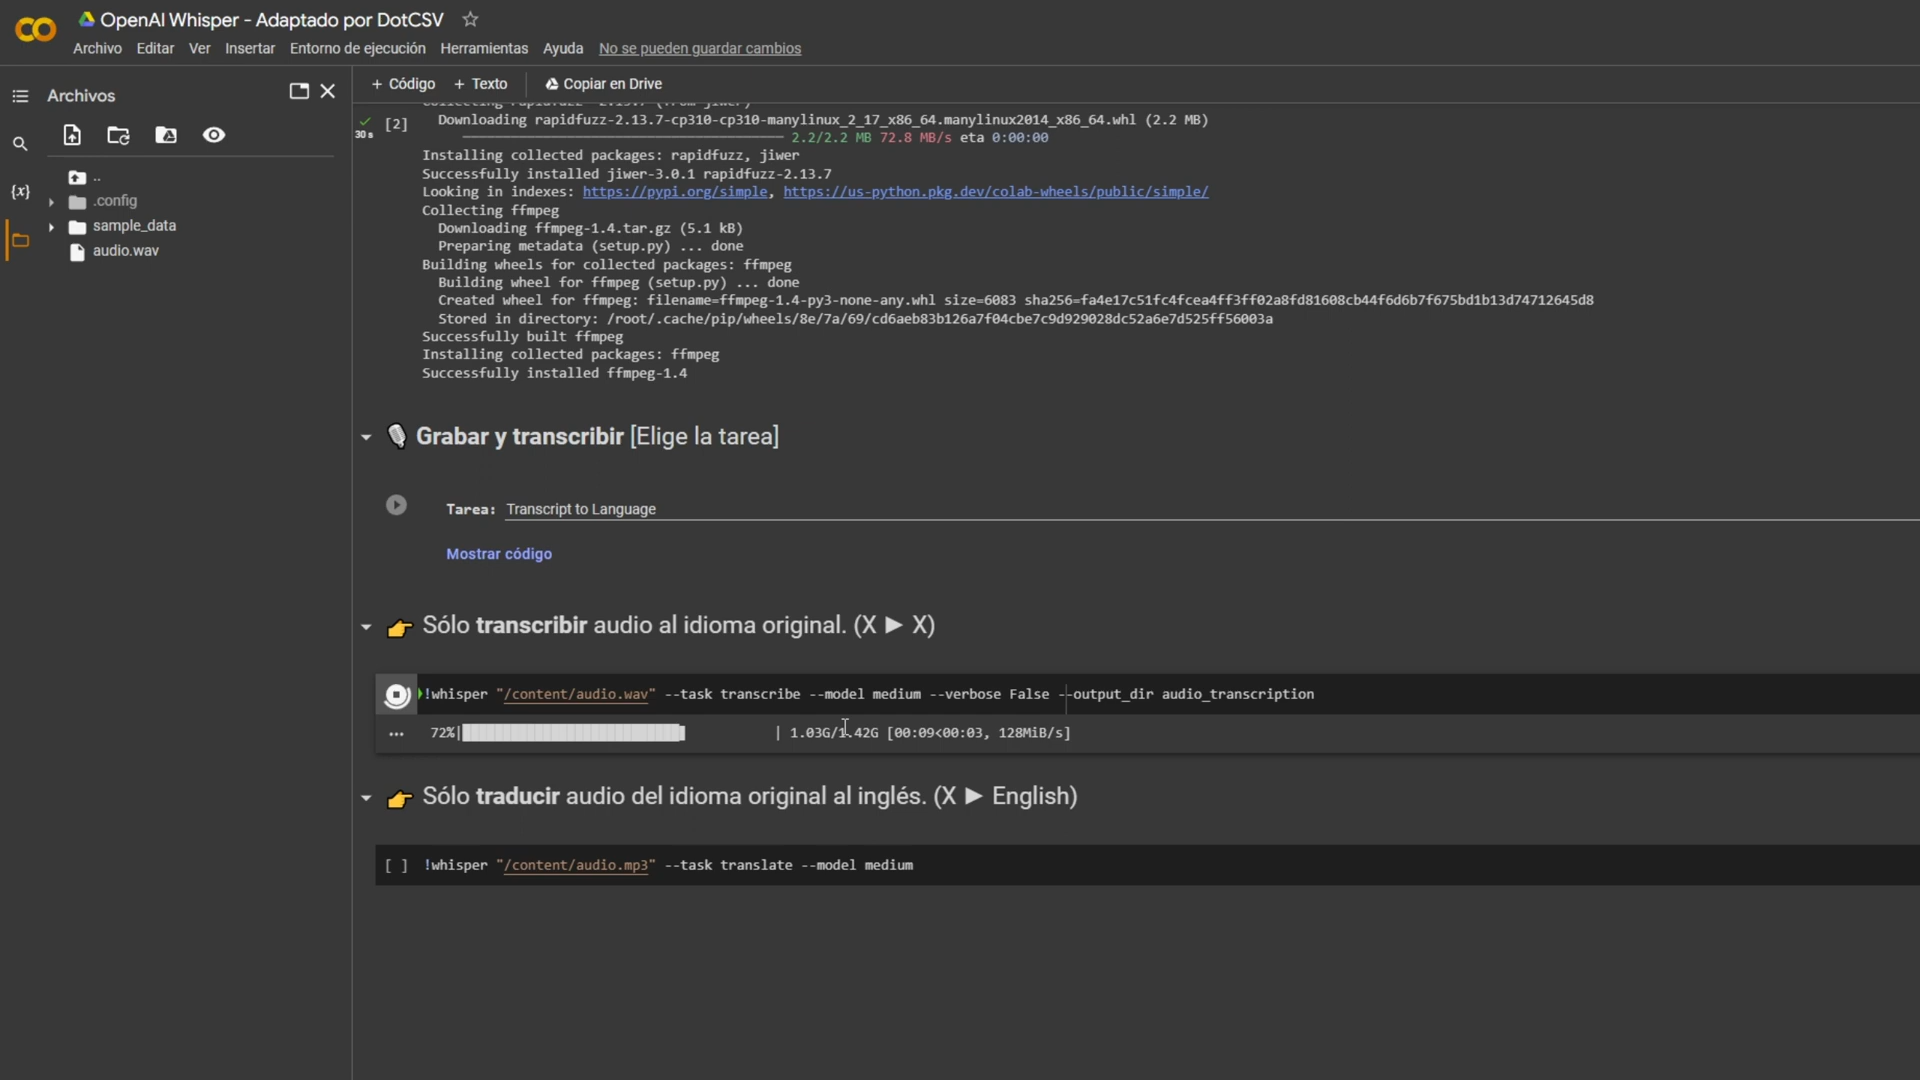 OpenAI Whisper - Adaptado por DotCSV
Archivo Editar Ver Insertar Entorno de ejecución Herramientas Ayuda No se pueden guardar cambios
Archivos
+ Código + Texto Copiar en Drive
..
.config
sample_data
audio.wav
{x}
30 s
[2]
Collecting rapidfuzz==2.13.7 (from jiwer)
Downloading rapidfuzz-2.13.7-cp310-cp310-manylinux_2_17_x86_64.manylinux2014_x86_64.whl (2.2 MB)
2.2/2.2 MB 72.8 MB/s eta 0:00:00
Installing collected packages: rapidfuzz, jiwer
Successfully installed jiwer-3.0.1 rapidfuzz-2.13.7
Looking in indexes: https://pypi.org/simple, https://us-python.pkg.dev/colab-wheels/public/simple/
Collecting ffmpeg
Downloading ffmpeg-1.4.tar.gz (5.1 kB)
Preparing metadata (setup.py) ... done
Building wheels for collected packages: ffmpeg
Building wheel for ffmpeg (setup.py) ... done
Created wheel for ffmpeg: filename=ffmpeg-1.4-py3-none-any.whl size=6083 sha256=fa4e17c51fc4fcea4ff3ff02a8fd81608cb44f6d6b7f675bd1b13d74712645d8
Stored in directory: /root/.cache/pip/wheels/8e/7a/69/cd6aeb83b126a7f04cbe7c9d929028dc52a6e7d525ff56003a
Successfully built ffmpeg
Installing collected packages: ffmpeg
Successfully installed ffmpeg-1.4
Grabar y transcribir [Elige la tarea]
Tarea: Transcript to Language
Mostrar código
Sólo transcribir audio al idioma original. (X ► X)
!whisper "/content/audio.wav" --task transcribe --model medium --verbose False --output_dir audio_transcription
72%| | 1.03G/1.42G [00:09<00:03, 128MiB/s]
Sólo traducir audio del idioma original al inglés. (X ► English)
[ ] !whisper "/content/audio.mp3" --task translate --model medium